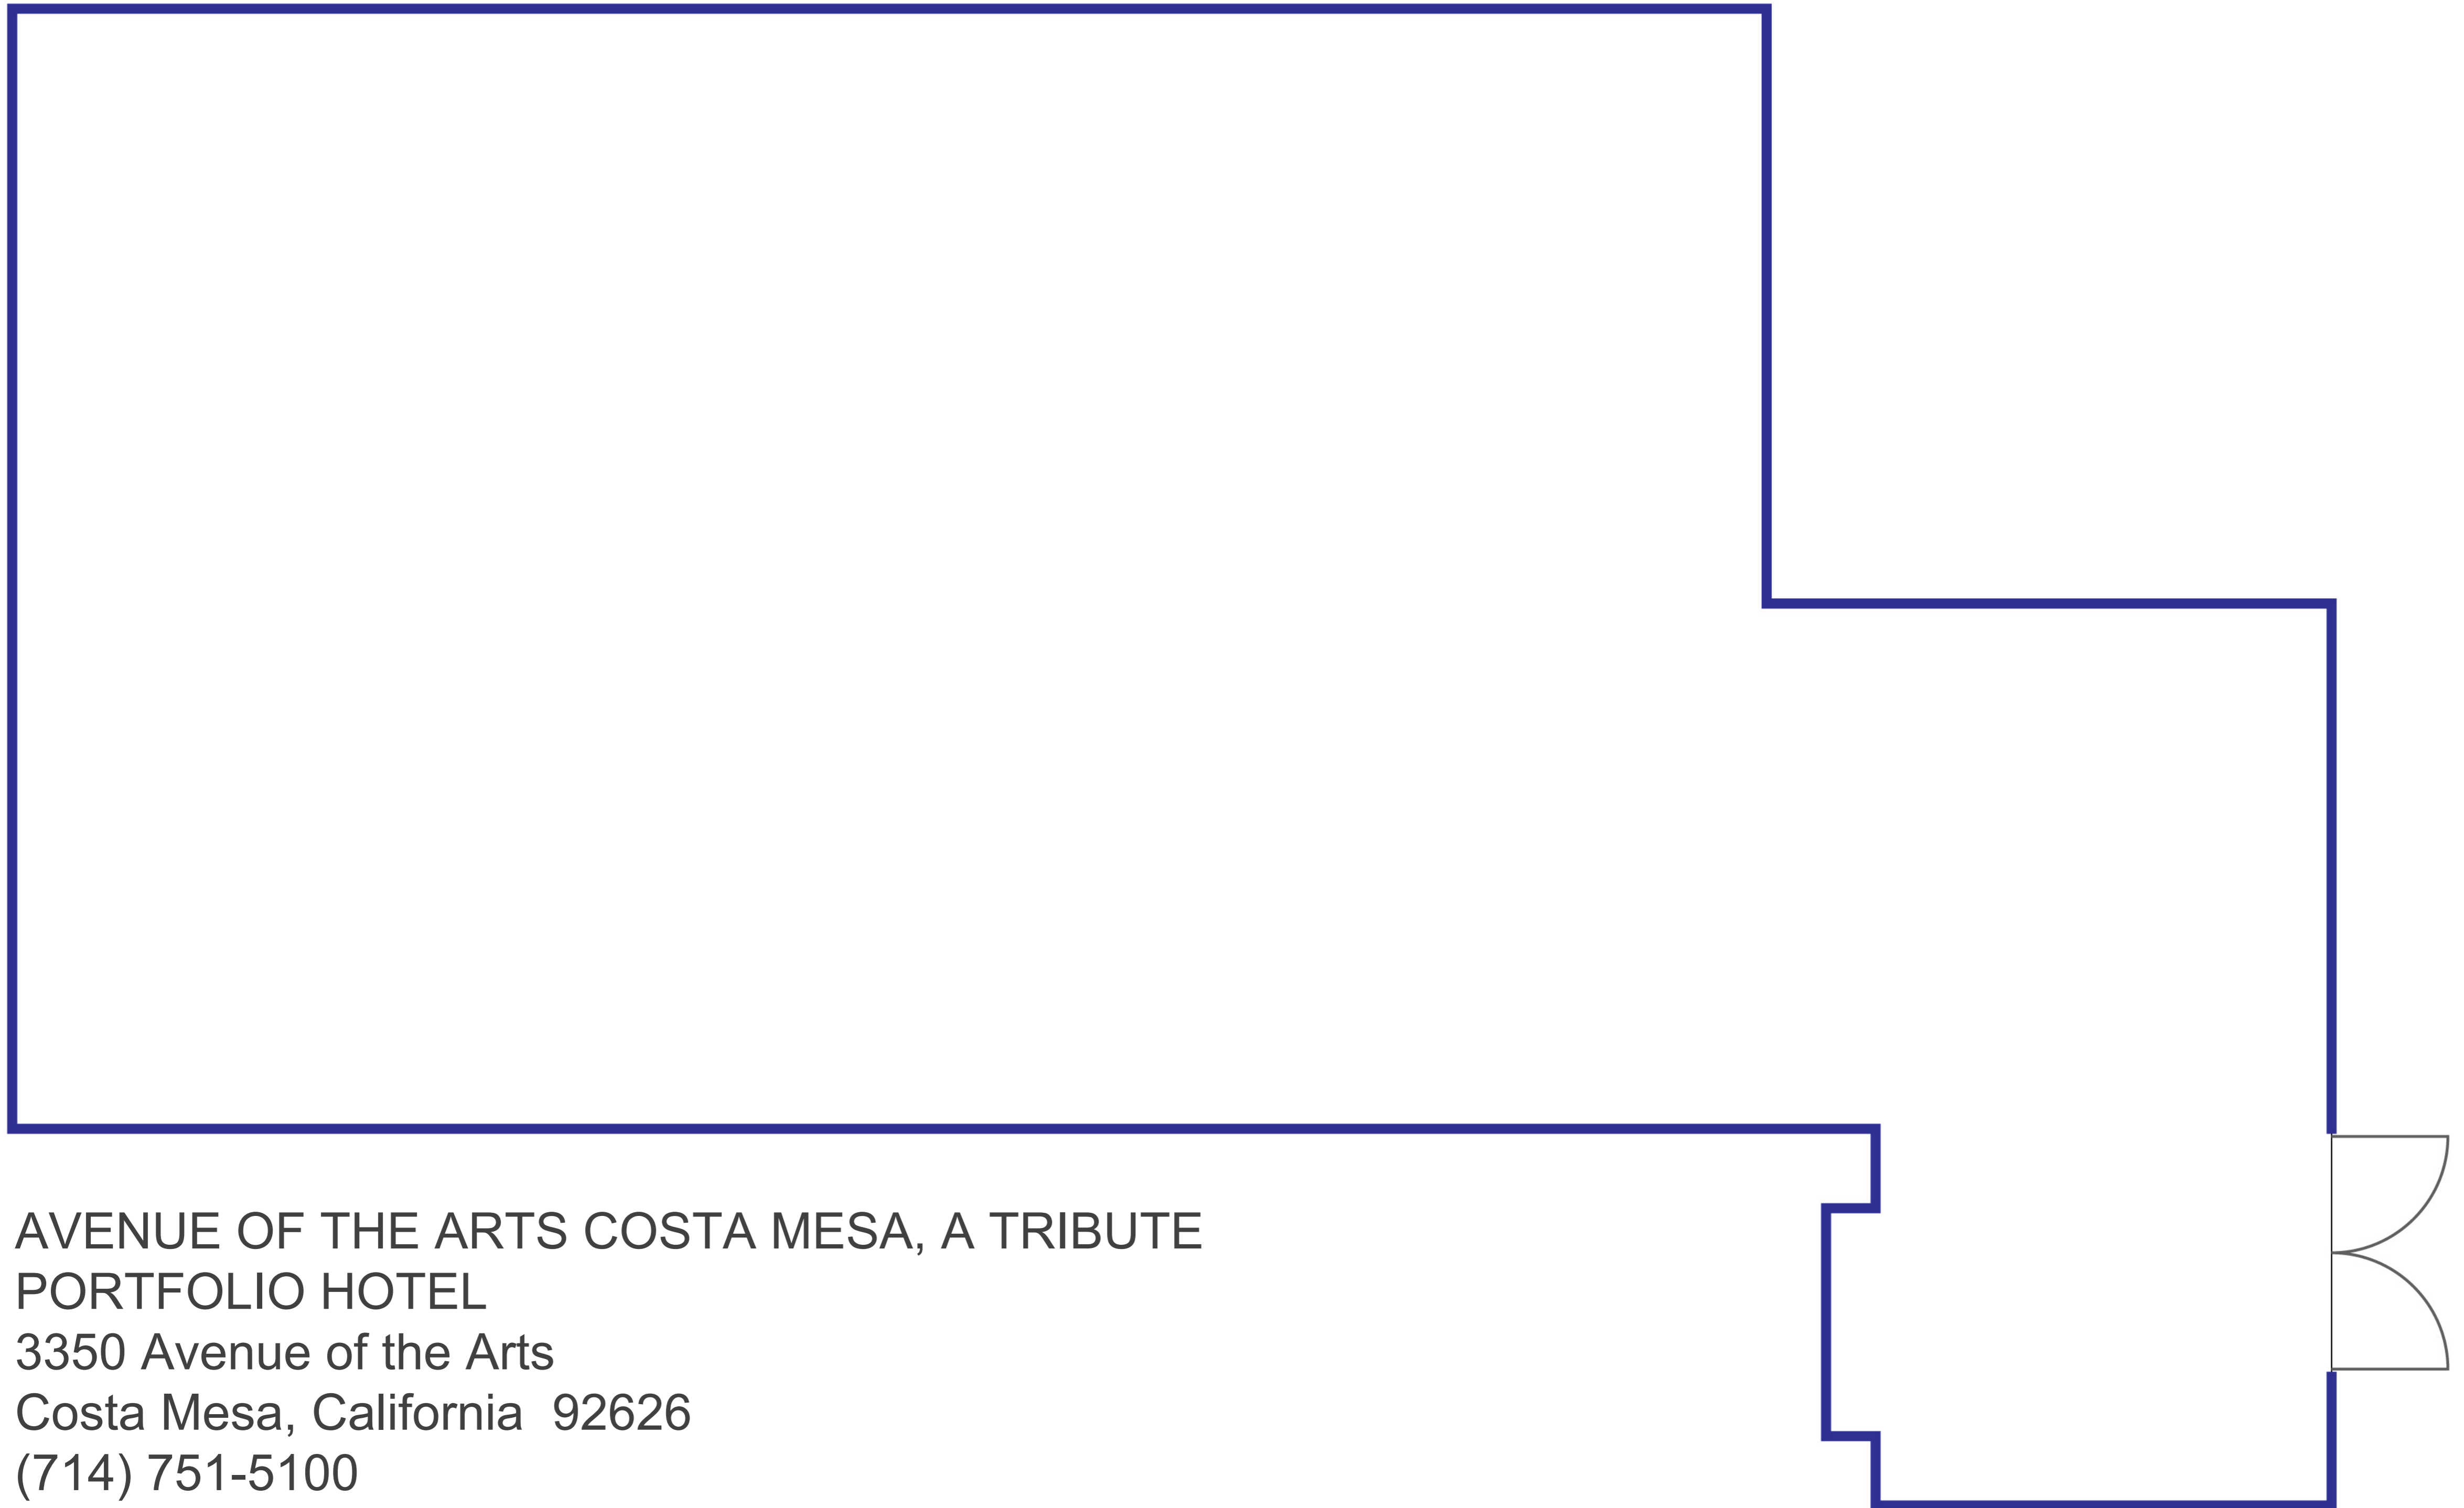 AVENUE OF THE ARTS COSTA MESA, A TRIBUTE
PORTFOLIO HOTEL
3350 Avenue of the Arts
Costa Mesa, California  92626
(714) 751-5100